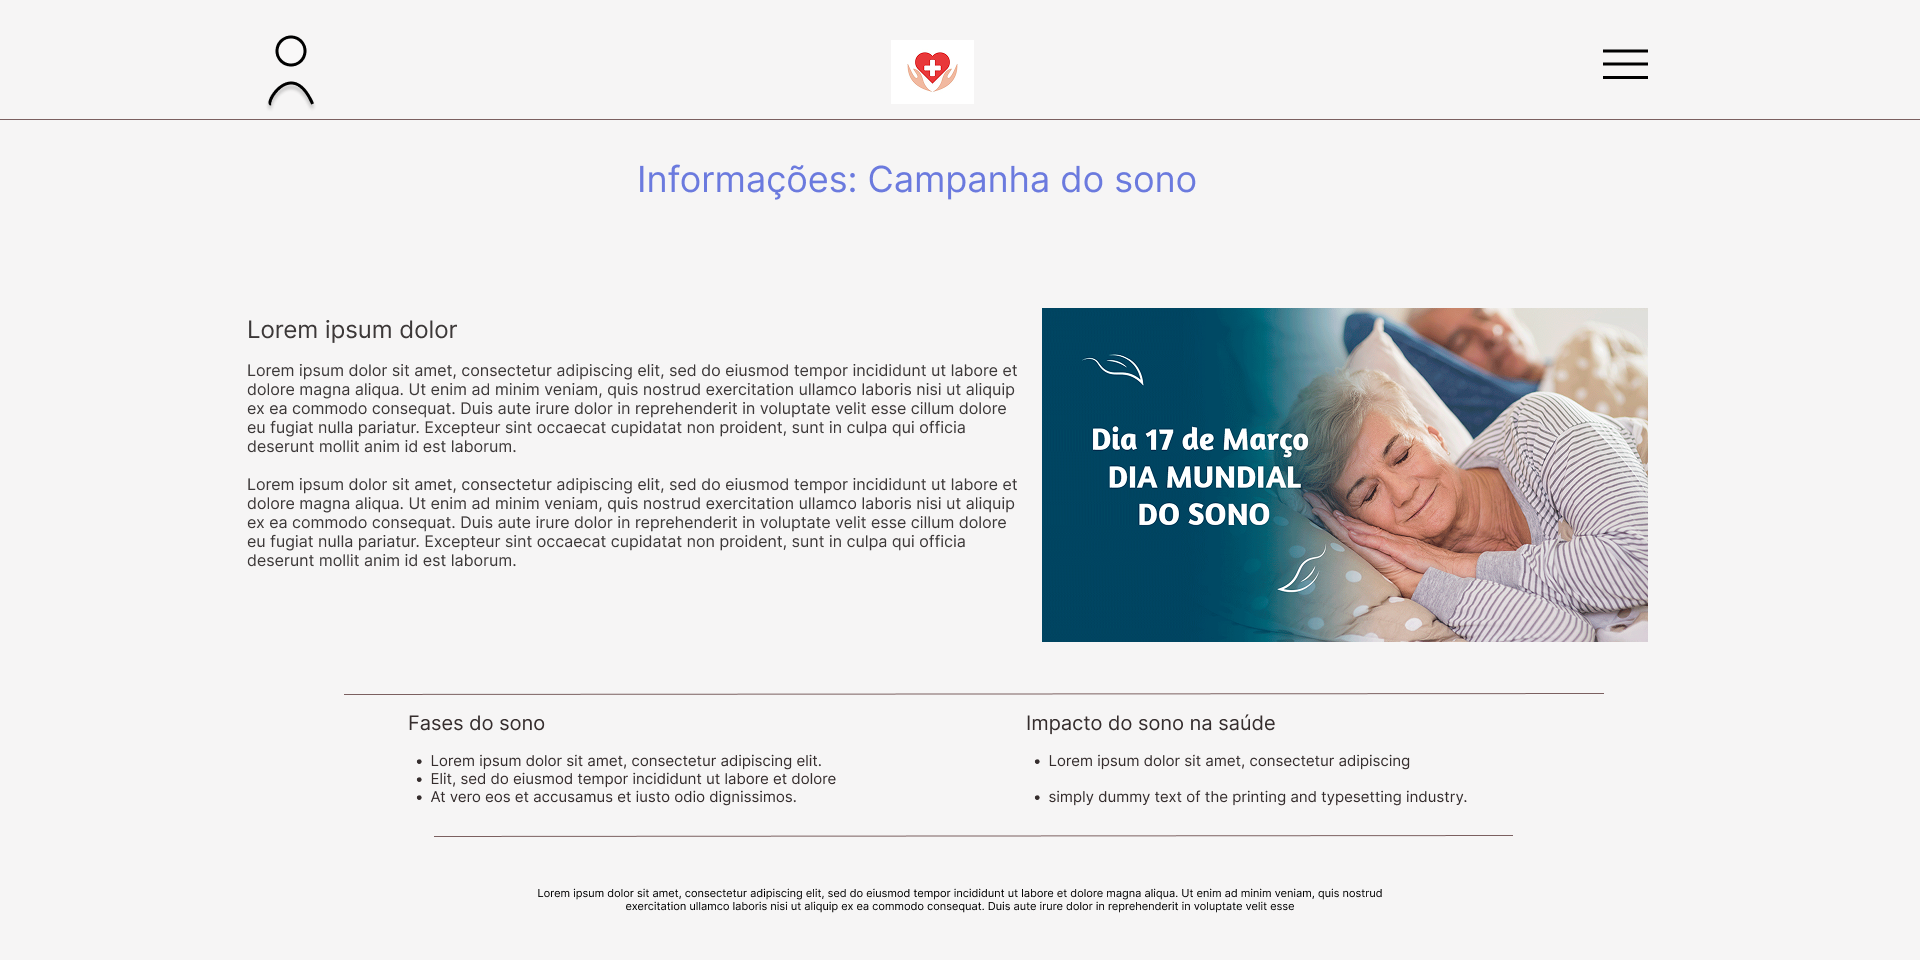 Informações: Campanha do sono
Lorem ipsum dolor
Lorem ipsum dolor sit amet, consectetur adipiscing elit, sed do eiusmod tempor incididunt ut labore et
dolore magna aliqua. Ut enim ad minim veniam, quis nostrud exercitation ullamco laboris nisi ut aliquip
ex ea commodo consequat. Duis aute irure dolor in reprehenderit in voluptate velit esse cillum dolore
eu fugiat nulla pariatur. Excepteur sint occaecat cupidatat non proident, sunt in culpa qui officia
deserunt mollit anim id est laborum.
Lorem ipsum dolor sit amet, consectetur adipiscing elit, sed do eiusmod tempor incididunt ut labore et
dolore magna aliqua. Ut enim ad minim veniam, quis nostrud exercitation ullamco laboris nisi ut aliquip
ex ea commodo consequat. Duis aute irure dolor in reprehenderit in voluptate velit esse cillum dolore
eu fugiat nulla pariatur. Excepteur sint occaecat cupidatat non proident, sunt in culpa qui officia
deserunt mollit anim id est laborum.
Dia 17 de Março
DIA MUNDIAL
DO SONO
Fases do sono
• Lorem ipsum dolor sit amet, consectetur adipiscing elit.
• Elit, sed do eiusmod tempor incididunt ut labore et dolore
• At vero eos et accusamus et iusto odio dignissimos.
Impacto do sono na saúde
• Lorem ipsum dolor sit amet, consectetur adipiscing
• simply dummy text of the printing and typesetting industry.
Lorem ipsum dolor sit amet, consectetur adipiscing elit, sed do eiusmod tempor incididunt ut labore et dolore magna aliqua. Ut enim ad minim veniam, quis nostrud
exercitation ullamco laboris nisi ut aliquip ex ea commodo consequat. Duis aute irure dolor in reprehenderit in voluptate velit esse